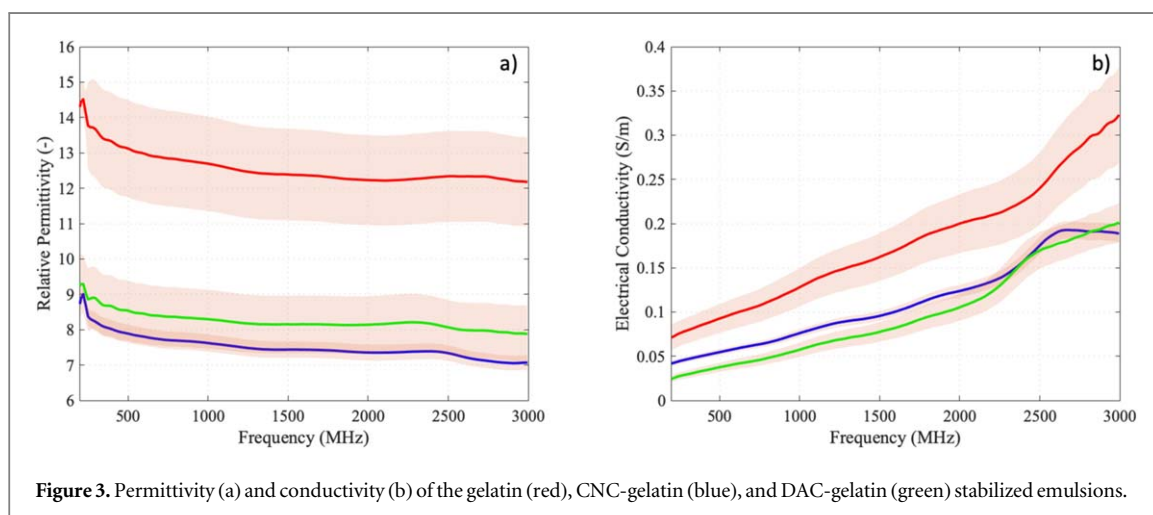 16
15
14
13
12
11
10
9
8
7
6
Relative Permittivity (-)
a)
500 1000 1500 2000 2500 3000
Frequency (MHz)
0.4
0.35
0.3
0.25
0.2
0.15
0.1
0.05
0
Electrical Conductivity (S/m)
b)
500 1000 1500 2000 2500 3000
Frequency (MHz)
Figure 3. Permittivity (a) and conductivity (b) of the gelatin (red), CNC-gelatin (blue), and DAC-gelatin (green) stabilized emulsions.